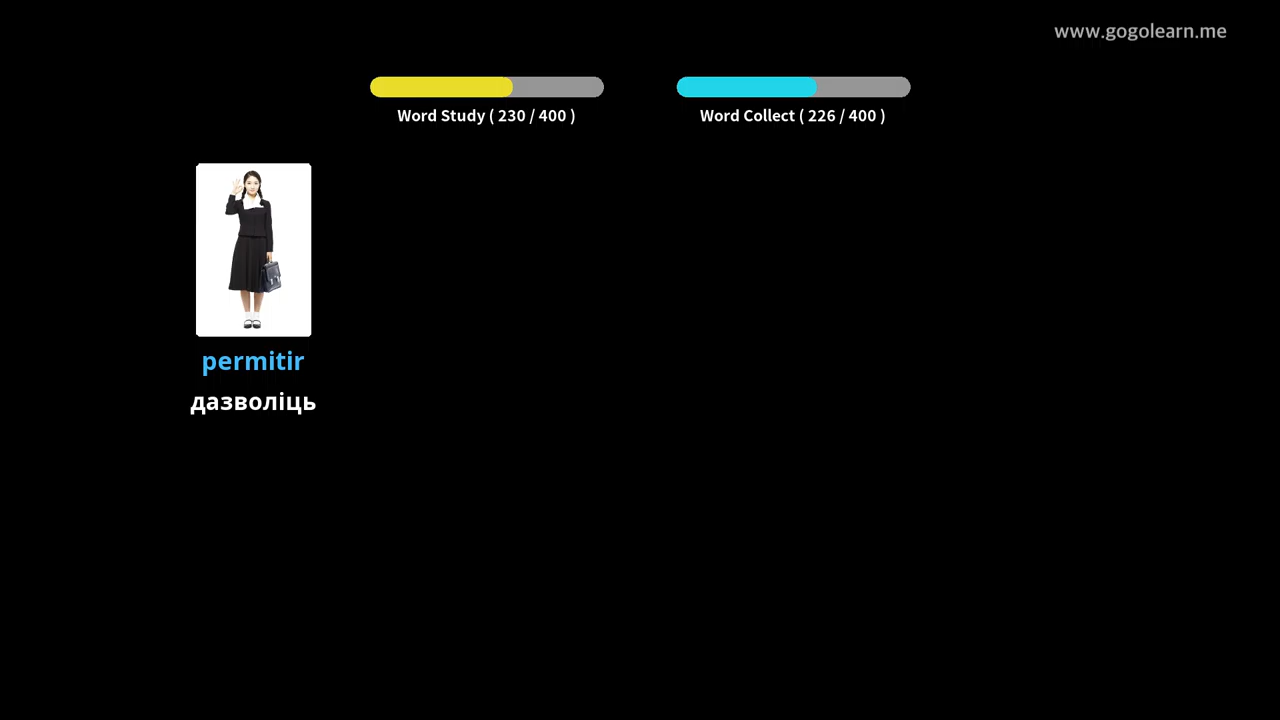 www.gogolearn.me
Word Study ( 230 / 400 )
Word Collect ( 226 / 400 )
permitir
дазволіць